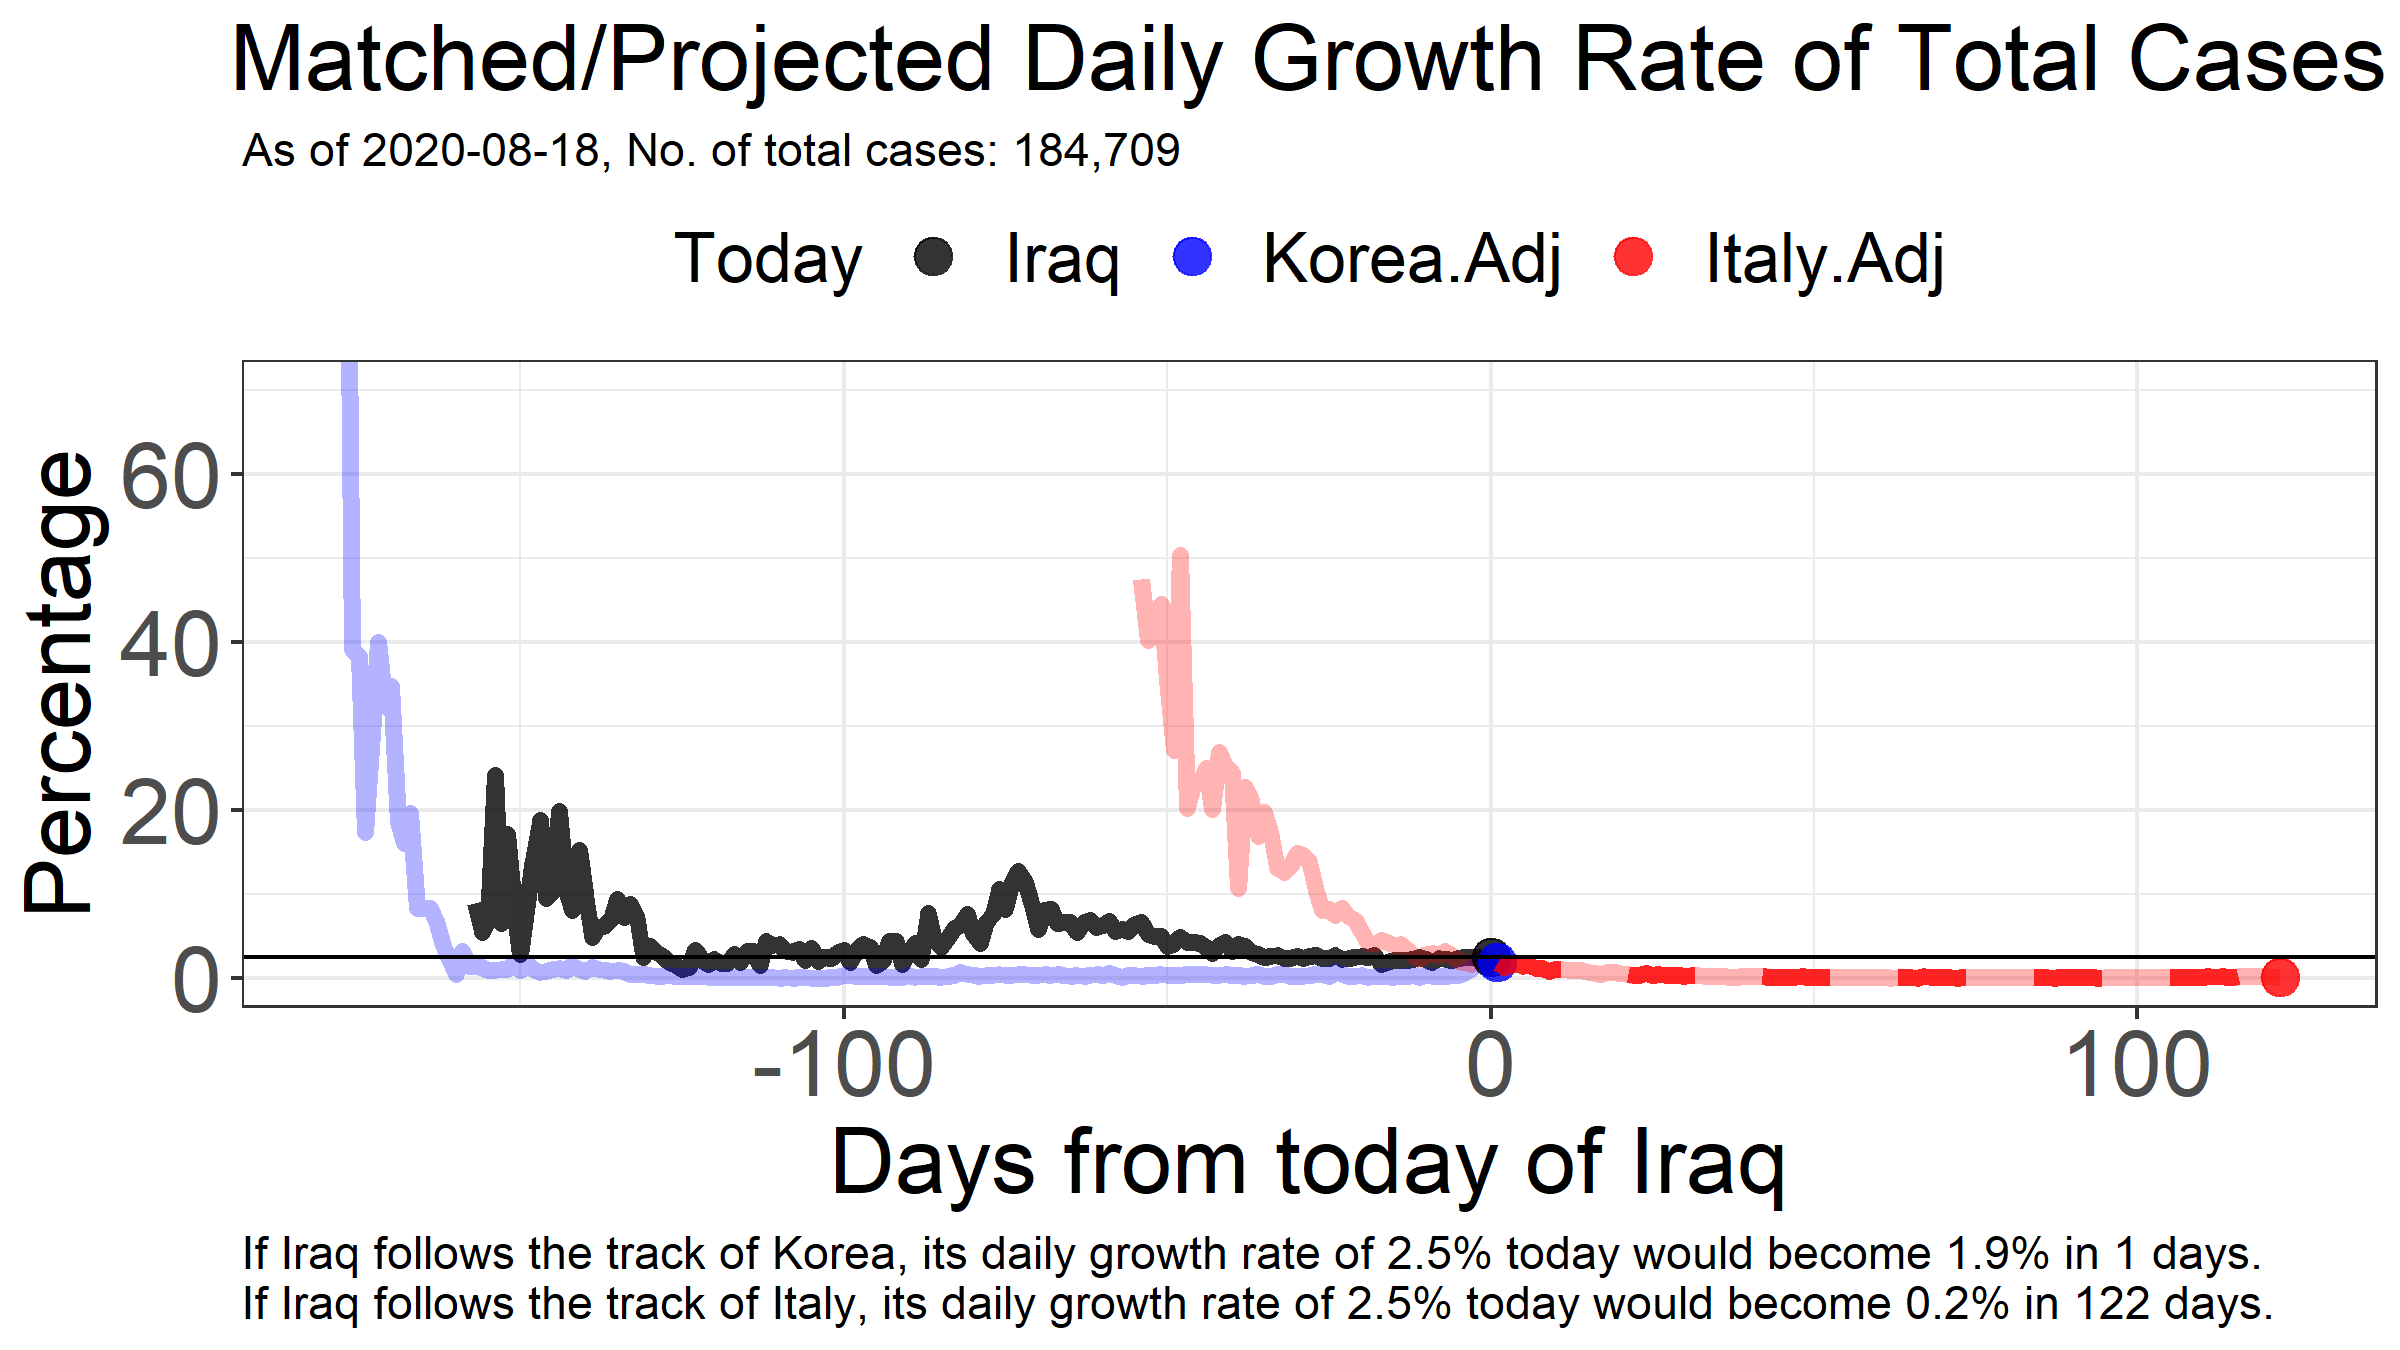 Matched/Projected Daily Growth Rate of Total Cases
As of 2020-08-18, No. of total cases: 184,709
Today Iraq Korea.Adj Italy.Adj
Percentage
60
40
20
0
-100 0 100
Days from today of Iraq
If Iraq follows the track of Korea, its daily growth rate of 2.5% today would become 1.9% in 1 days.
If Iraq follows the track of Italy, its daily growth rate of 2.5% today would become 0.2% in 122 days.